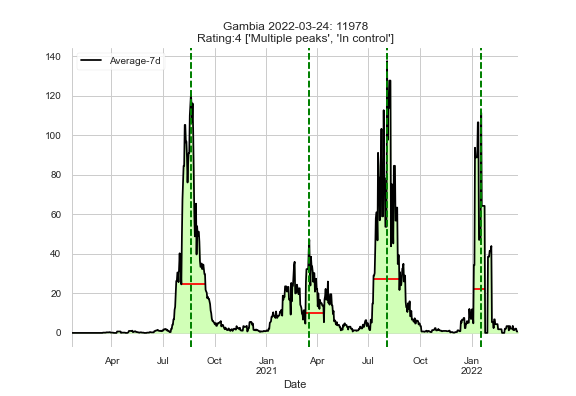 Gambia 2022-03-24: 11978
Rating:4 ['Multiple peaks', 'In control']
Average-7d
140
120
100
80
60
40
20
0
Apr Jul Oct Jan Apr Jul Oct Jan
2021 2022
Date